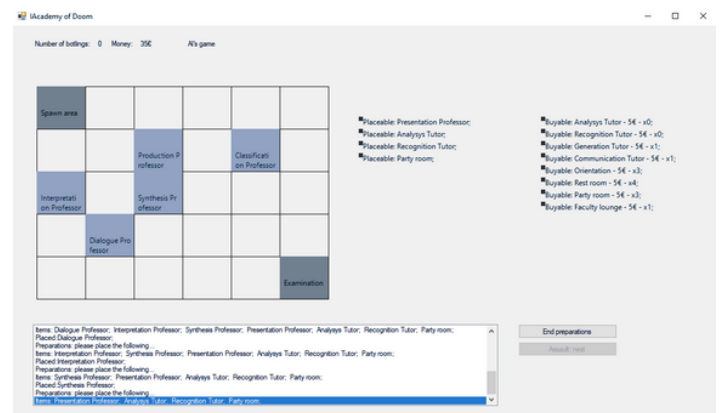 IAcademy of Doom
Number of botlings: 0 Money: 35€ AI's game
Spawn area
Production P
rofessor
Classificati
on Professor
Interpretati
on Professor
Synthesis Pr
ofessor
Dialogue Pro
fessor
Examination
Placeable: Presentation Professor;
Placeable: Analysys Tutor;
Placeable: Recognition Tutor;
Placeable: Party room;
Buyable: Analysys Tutor - 5€ - x0;
Buyable: Recognition Tutor - 5€ - x0;
Buyable: Generation Tutor - 5€ - x1;
Buyable: Communication Tutor - 5€ - x1;
Buyable: Orientation - 5€ - x3;
Buyable: Rest room - 5€ - x4;
Buyable: Party room - 5€ - x3;
Buyable: Faculty lounge - 5€ - x1;
Items: Dialogue Professor; Interpretation Professor; Synthesis Professor; Presentation Professor; Analysys Tutor; Recognition Tutor; Party room;
Placed:Dialogue Professor;
Preparations: please place the following...
Items: Interpretation Professor; Synthesis Professor; Presentation Professor; Analysys Tutor; Recognition Tutor; Party room;
Placed:Interpretation Professor;
Preparations: please place the following...
Items: Synthesis Professor; Presentation Professor; Analysys Tutor; Recognition Tutor; Party room;
Placed:Synthesis Professor;
Preparations: please place the following...
Items: Presentation Professor; Analysys Tutor; Recognition Tutor; Party room;
End preparations
Assault: next